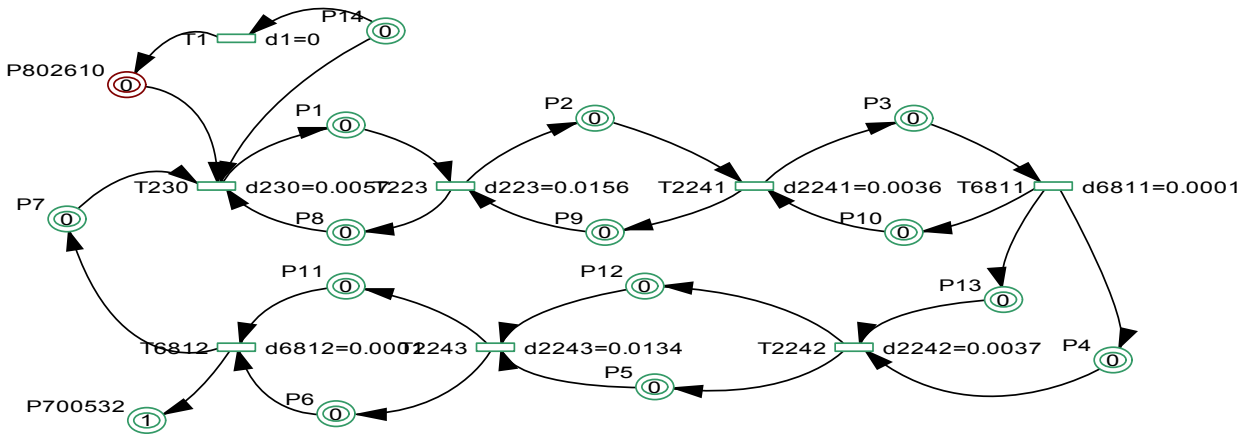 P14
0
T1
d1=0
P802610
0
P1
0
P2
0
P3
0
T230
d230=0.0057
T223
d223=0.0156
T2241
d2241=0.0036
T6811
d6811=0.0001
P7
0
P8
0
P9
0
P10
0
P11
0
P12
0
P13
0
T6812
d6812=0.0001
T2243
d2243=0.0134
T2242
d2242=0.0037
P4
0
P5
0
P6
0
P700532
1